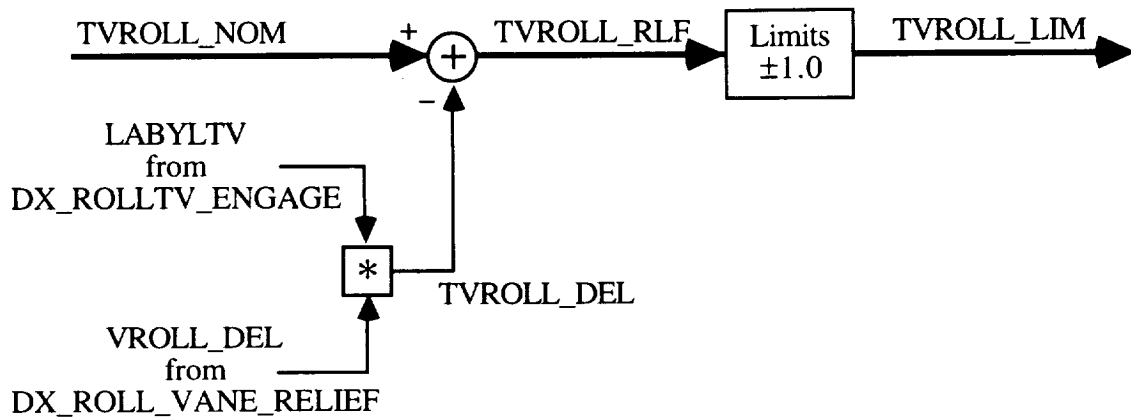 TVROLL_NOM
+
+
−
TVROLL_RLF
Limits
±1.0
TVROLL_LIM
LABYLTV
from
DX_ROLLTV_ENGAGE
*
TVROLL_DEL
VROLL_DEL
from
DX_ROLL_VANE_RELIEF